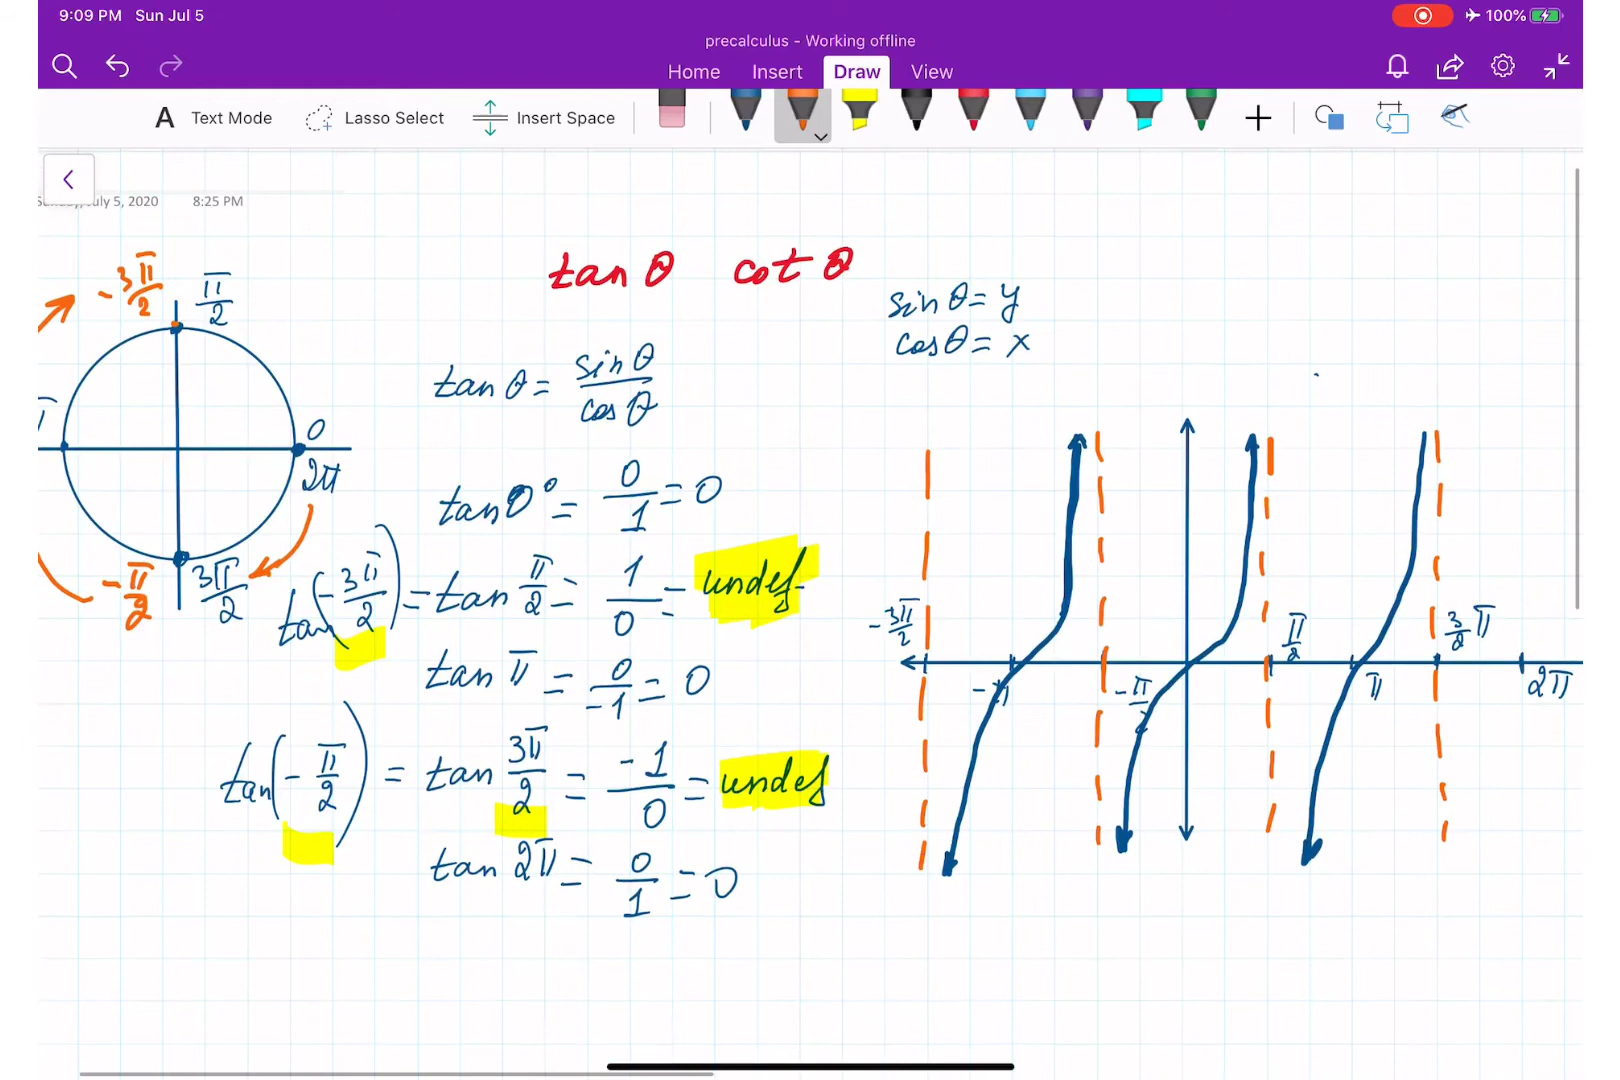 9:09 PM Sun Jul 5
100%
precalculus - Working offline
Home Insert Draw View
A Text Mode Lasso Select Insert Space
July 5, 2020 8:25 PM
tan θ cot θ
sin θ = y
cos θ = x
-3π/2 π/2
0
2π
-π/2 3π/2
tan θ = sin θ/cos θ
tan 0° = 0/1 = 0
tan(-3π/2) = tan π/2 = 1/0 = undef.
tan π = 0/-1 = 0
tan(-π/2) = tan 3π/2 = -1/0 = undef
tan 2π = 0/1 = 0
-3π/2 π/2 3/2 π
-π -π/2 π 2π